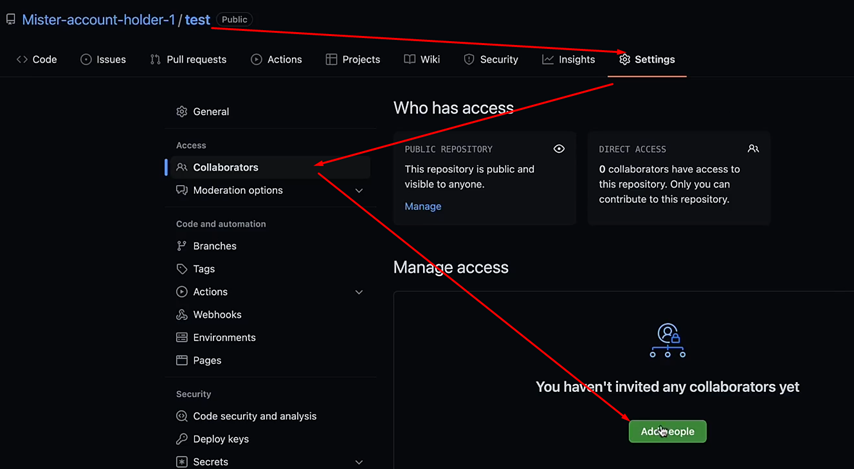 Mister-account-holder-1 / test Public
Code Issues Pull requests Actions Projects Wiki Security Insights Settings
General
Access
Collaborators
Moderation options
Code and automation
Branches
Tags
Actions
Webhooks
Environments
Pages
Security
Code security and analysis
Deploy keys
Secrets
Who has access
PUBLIC REPOSITORY
This repository is public and
visible to anyone.
Manage
DIRECT ACCESS
0 collaborators have access to
this repository. Only you can
contribute to this repository.
Manage access
You haven't invited any collaborators yet
Add people